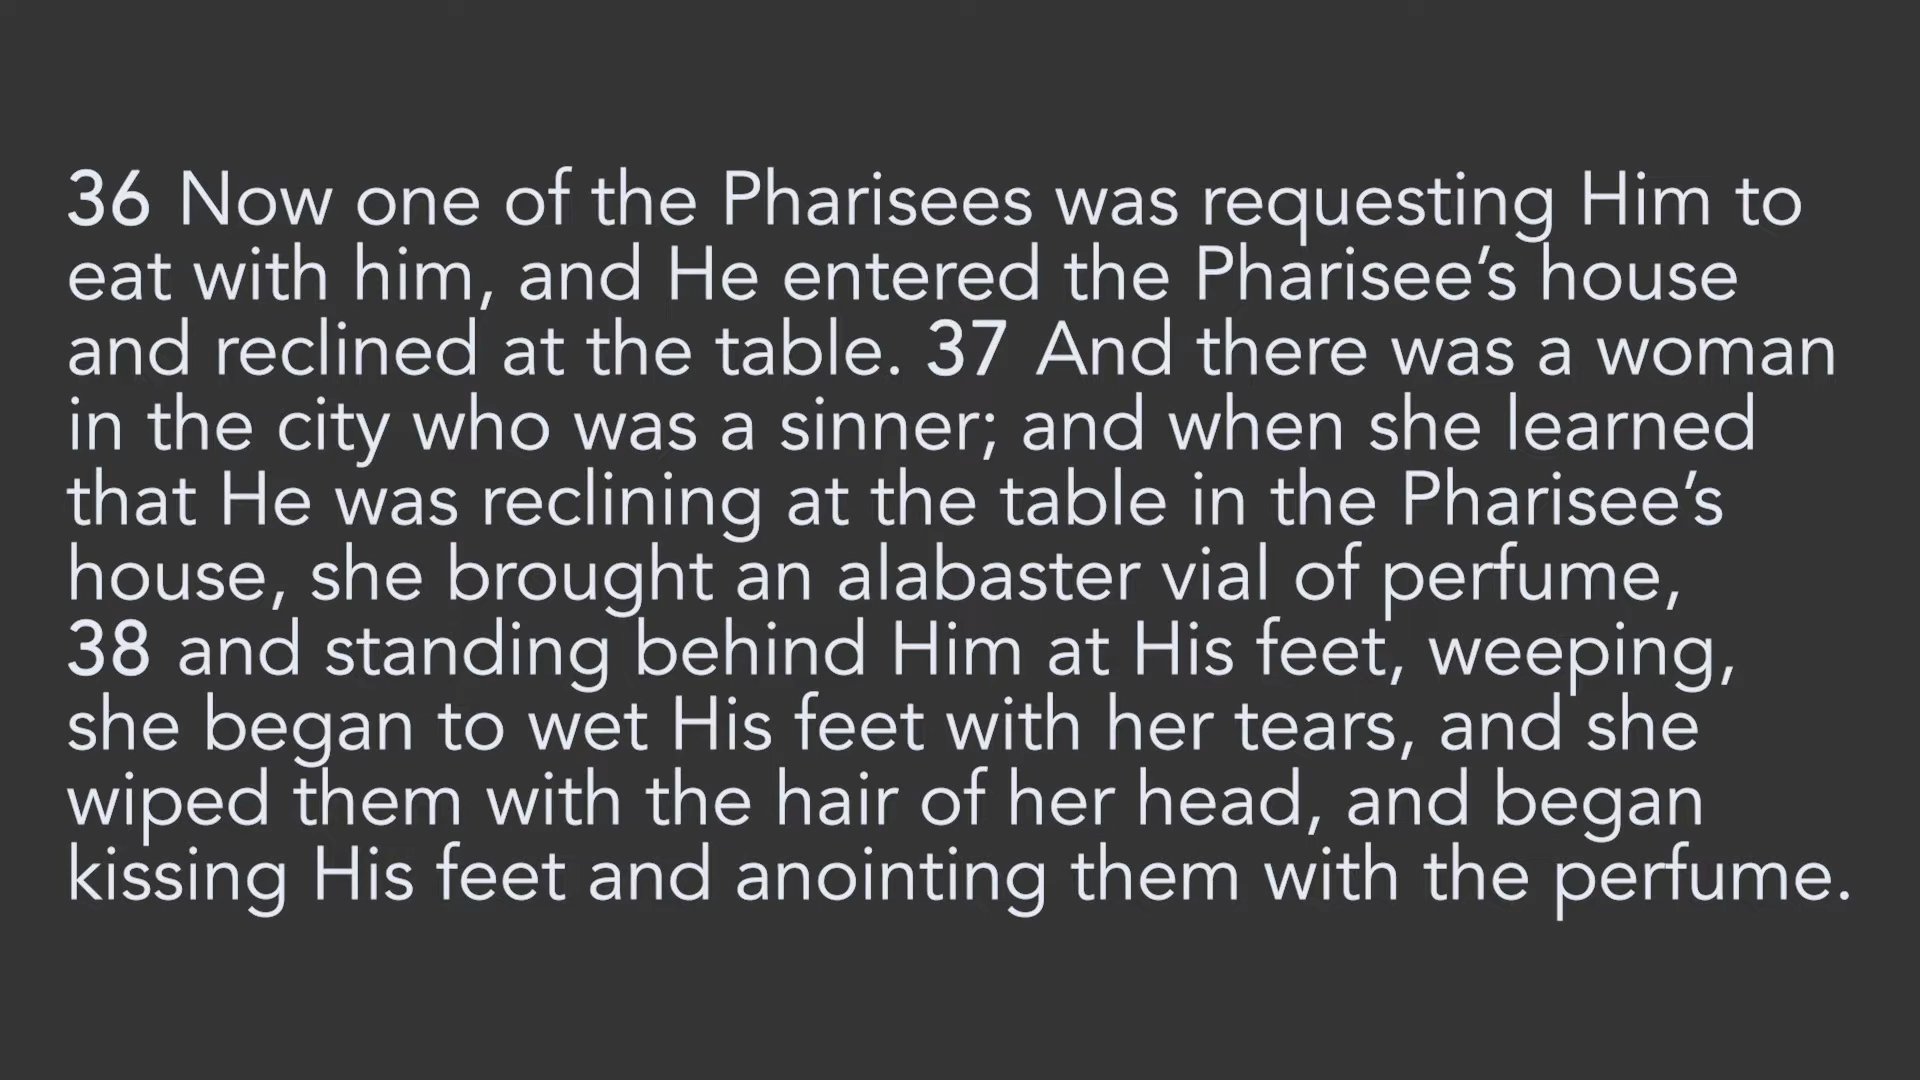 36 Now one of the Pharisees was requesting Him to
eat with him, and He entered the Pharisee’s house
and reclined at the table. 37 And there was a woman
in the city who was a sinner; and when she learned
that He was reclining at the table in the Pharisee’s
house, she brought an alabaster vial of perfume,
38 and standing behind Him at His feet, weeping,
she began to wet His feet with her tears, and she
wiped them with the hair of her head, and began
kissing His feet and anointing them with the perfume.